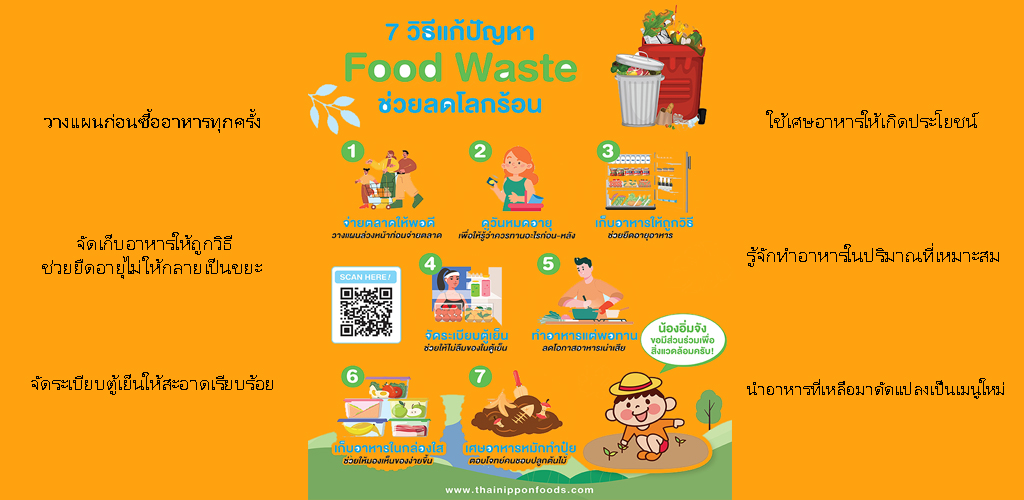 7 วิธีแก้ปัญหา
Food Waste
ช่วยลดโลกร้อน
วางแผนก่อนซื้ออาหารทุกครั้ง
ใช้เศษอาหารให้เกิดประโยชน์
1
จ่ายตลาดให้พอดี
วางแผนล่วงหน้าก่อนจ่ายตลาด
2
ดูวันหมดอายุ
เพื่อให้รู้ว่าควรทานอะไรก่อน-หลัง
3
เก็บอาหารให้ถูกวิธี
ช่วยยืดอายุอาหาร
จัดเก็บอาหารให้ถูกวิธี
ช่วยยืดอายุไม่ให้กลายเป็นขยะ
รู้จักทำอาหารในปริมาณที่เหมาะสม
SCAN HERE!
4
จัดระเบียบตู้เย็น
ช่วยให้ไม่ลืมของในตู้เย็น
5
ทำอาหารแต่พอทาน
ลดโอกาสอาหารเน่าเสีย
น้องอิ่มจัง
ขอมีส่วนร่วมเพื่อ
สิ่งแวดล้อมครับ!
จัดระเบียบตู้เย็นให้สะอาดเรียบร้อย
นำอาหารที่เหลือมาดัดแปลงเป็นเมนูใหม่
6
เก็บอาหารในกล่องใส
ช่วยให้มองเห็นของง่ายขึ้น
7
เศษอาหารหมักทำปุ๋ย
ตอบโจทย์คนชอบปลูกต้นไม้
www.thainipponfoods.com